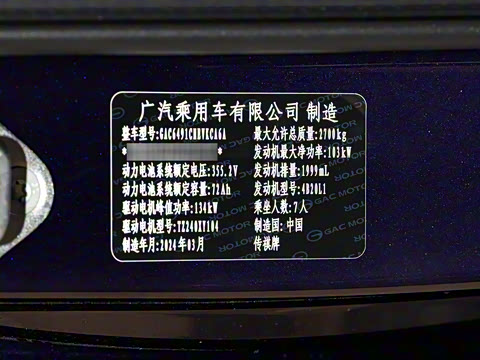 广汽乘用车有限公司 制造
整车型号:GAC6491CHEVKCA6A 最大允许总质量:2700kg
* * 发动机最大净功率:103kW
动力电池系统额定电压:355.2V 发动机排量:1999mL
动力电池系统额定容量:72Ah 发动机型号:4B20L1
驱动电机峰值功率:134kW 乘坐人数:7人
驱动电机型号:TZ240XY104 制造国:中国
制造年月:2024年03月 传祺牌
GAC MOTOR